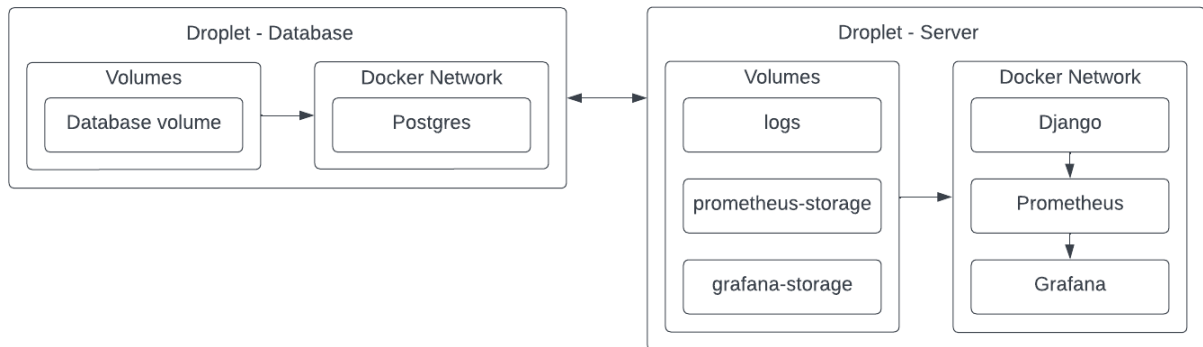 Droplet - Database
Volumes
Database volume
Docker Network
Postgres
Droplet - Server
Volumes
logs
prometheus-storage
grafana-storage
Docker Network
Django
Prometheus
Grafana